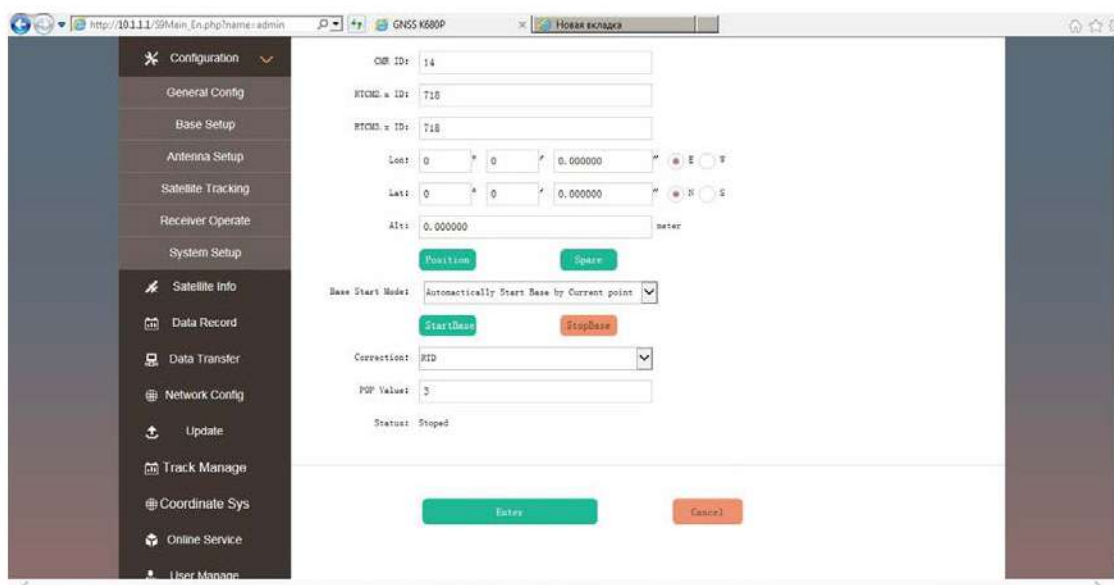 http://10.1.1.1/S9Main_En.php?name=admin
GNSS K680P
Новая вкладка
Configuration
General Config
Base Setup
Antenna Setup
Satellite Tracking
Receiver Operate
System Setup
Satellite Info
Data Record
Data Transfer
Network Config
Update
Track Manage
Coordinate Sys
Online Service
User Manage
CMR ID: 14
RTCM2.x ID: 718
RTCM3.x ID: 718
Lon: 0 ° 0 ′ 0.000000 ″ E W
Lat: 0 ° 0 ′ 0.000000 ″ N S
Alt: 0.000000 meter
Position Space
Base Start Mode: Automactically Start Base by Current point
StartBase StopBase
Correction: RTD
PGP Value: 3
Status: Stoped
Enter Cancel